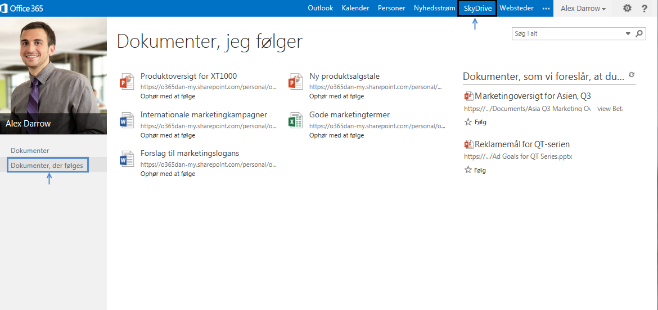 Office 365
Outlook Kalender Personer Nyhedsstrøm SkyDrive Websteder ··· Alex Darrow ?
Søg i alt
Dokumenter, jeg følger
Alex Darrow
Dokumenter
Dokumenter, der følges
Produktoversigt for XT1000
https://o365dan-my.sharepoint.com/personal/o...
Ophør med at følge
Ny produktsalgstale
https://o365dan-my.sharepoint.com/personal/o...
Ophør med at følge
Internationale marketingkampagner
https://o365dan-my.sharepoint.com/personal/o...
Ophør med at følge
Gode marketingtermer
https://o365dan-my.sharepoint.com/personal/o...
Ophør med at følge
Forslag til marketingslogans
https://o365dan-my.sharepoint.com/personal/o...
Ophør med at følge
Dokumenter, som vi foreslår, at du...
Marketingoversigt for Asien, Q3
https://.../Documents/Asia Q3 Marketing Ov view Bet
Følg
Reklamemål for QT-serien
https://.../Ad Goals for QT Series.pptx
Følg